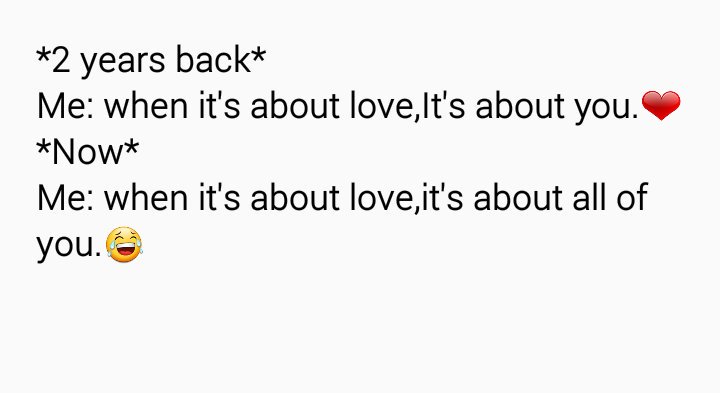 *2 years back*
Me: when it's about love,It's about you.❤
*Now*
Me: when it's about love,it's about all of
you.😂